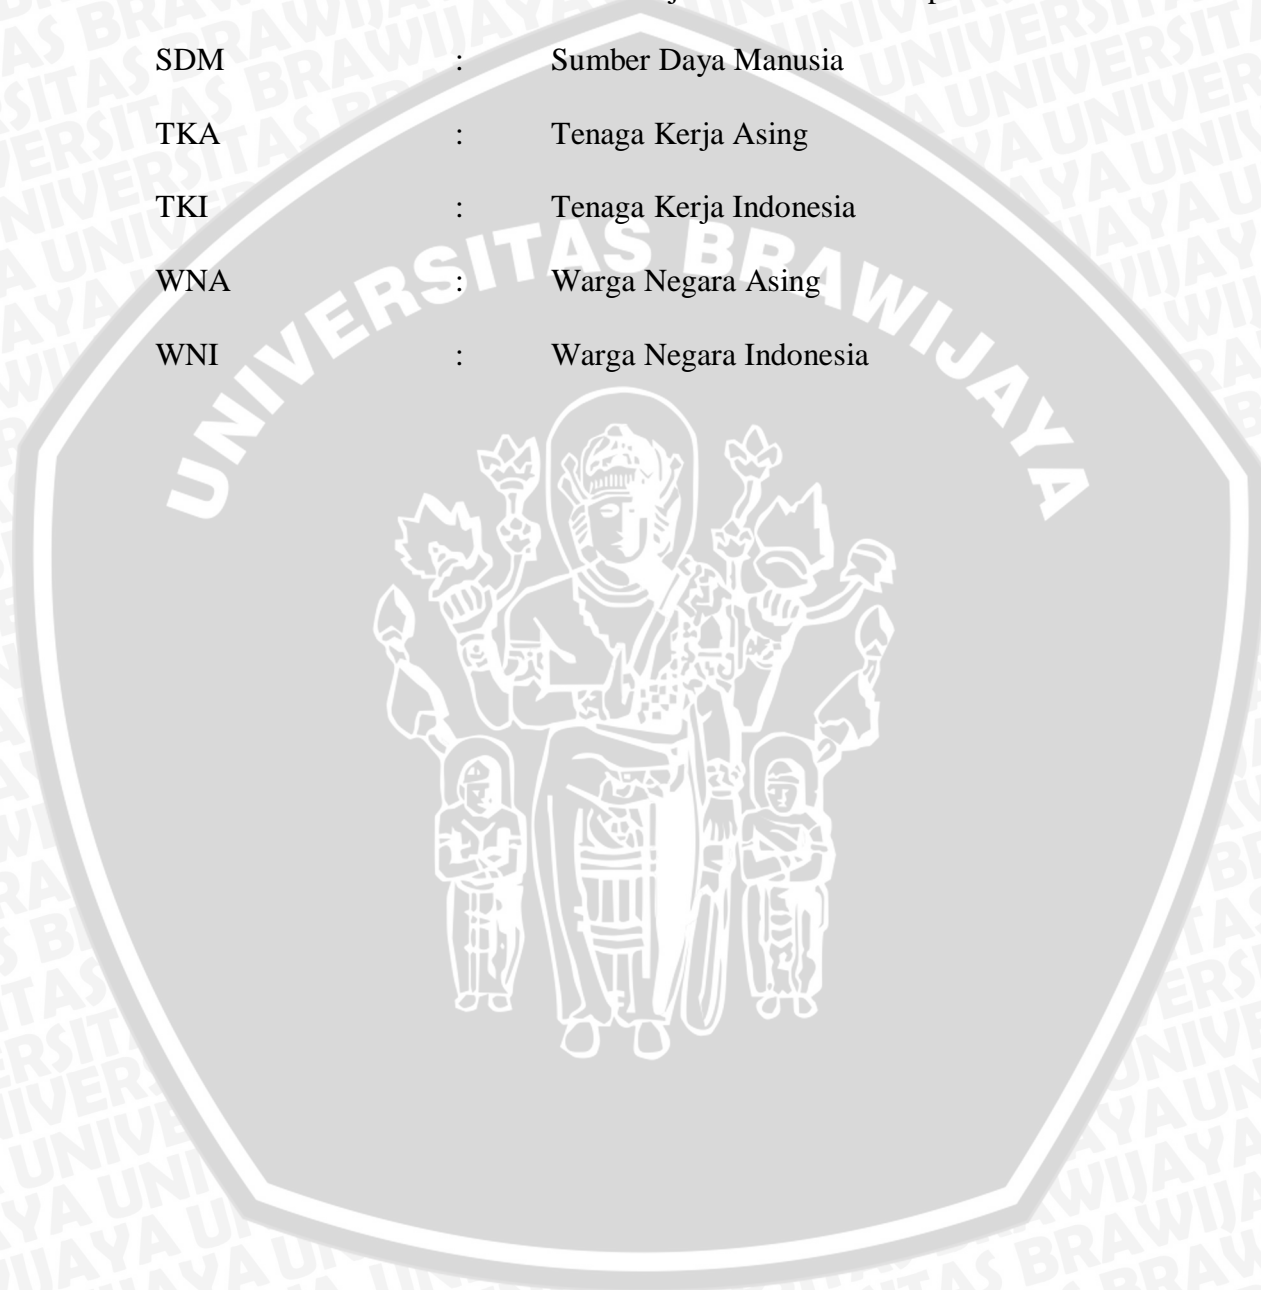 SDM : Sumber Daya Manusia
TKA : Tenaga Kerja Asing
TKI : Tenaga Kerja Indonesia
WNA : Warga Negara Asing
WNI : Warga Negara Indonesia
UNIVERSITAS BRAWIJAYA